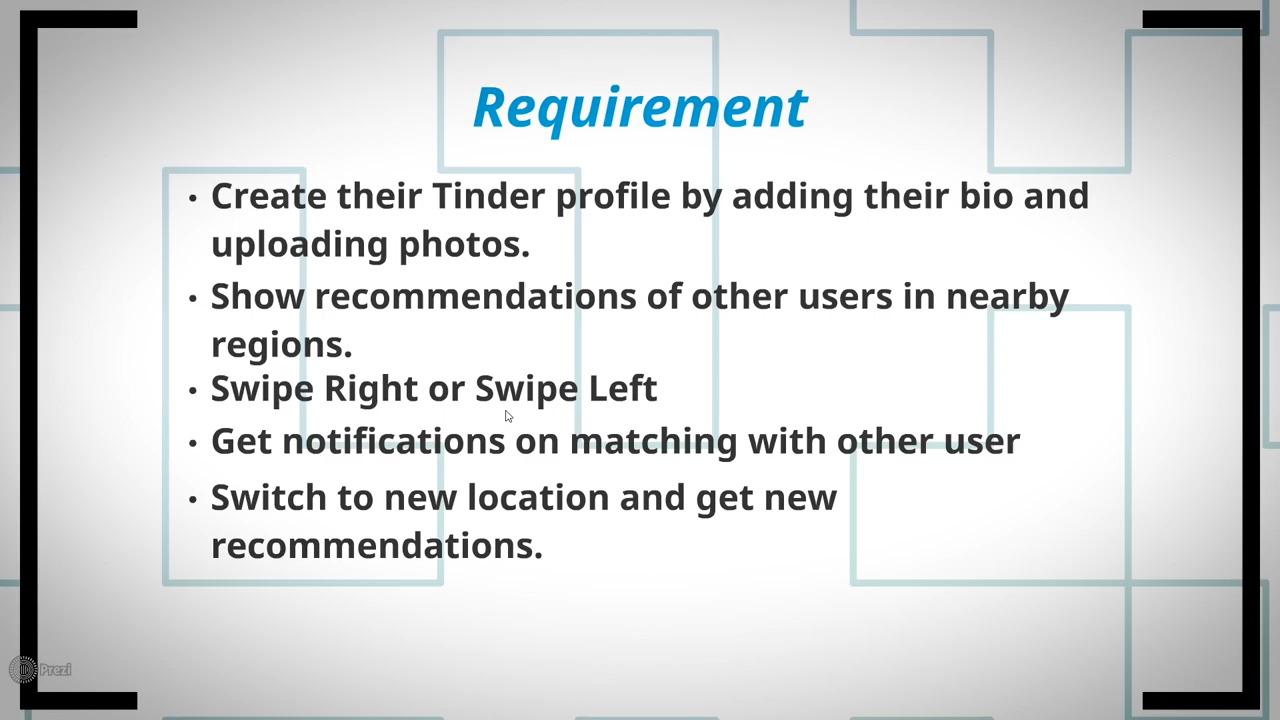 Requirement
• Create their Tinder profile by adding their bio and
uploading photos.
• Show recommendations of other users in nearby
regions.
• Swipe Right or Swipe Left
• Get notifications on matching with other user
• Switch to new location and get new
recommendations.
Prezi